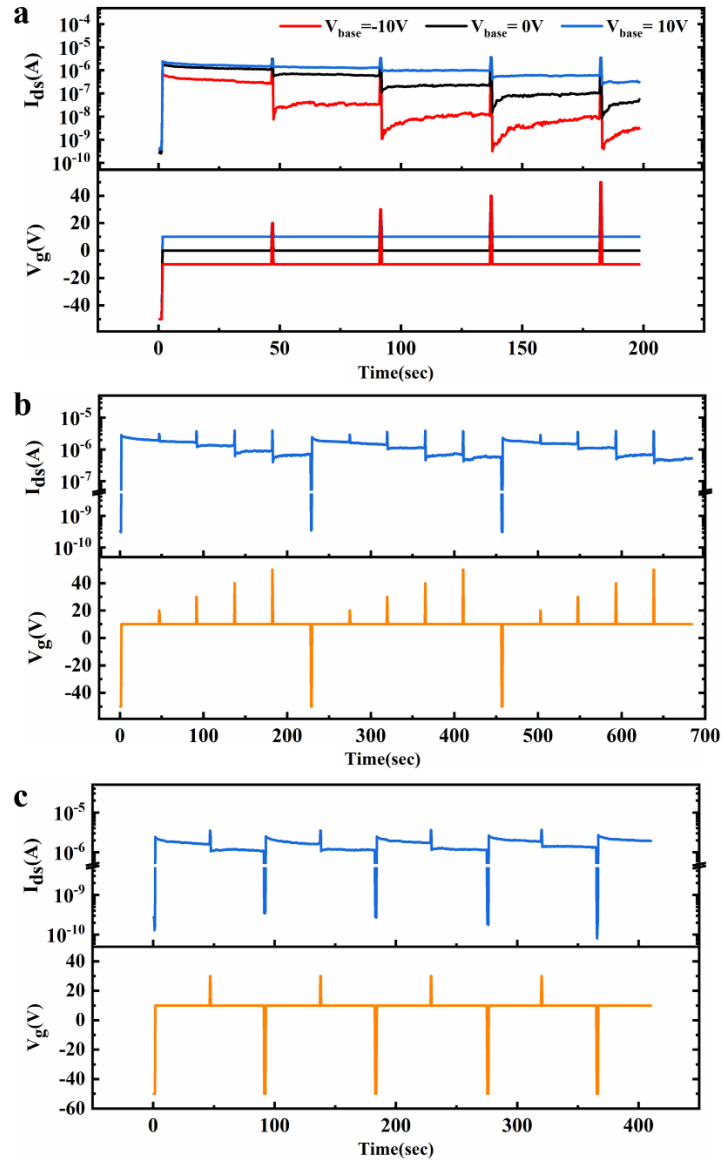 a
V_base=-10V V_base= 0V V_base= 10V
I_ds(A)
10^-4
10^-5
10^-6
10^-7
10^-8
10^-9
10^-10
V_g(V)
40
20
0
-20
-40
0 50 100 150 200
Time(sec)
b
I_ds(A)
10^-5
10^-6
10^-7
10^-9
10^-10
V_g(V)
40
20
0
-20
-40
0 100 200 300 400 500 600 700
Time(sec)
c
I_ds(A)
10^-5
10^-6
10^-9
10^-10
V_g(V)
40
20
0
-20
-40
-60
0 100 200 300 400
Time(sec)